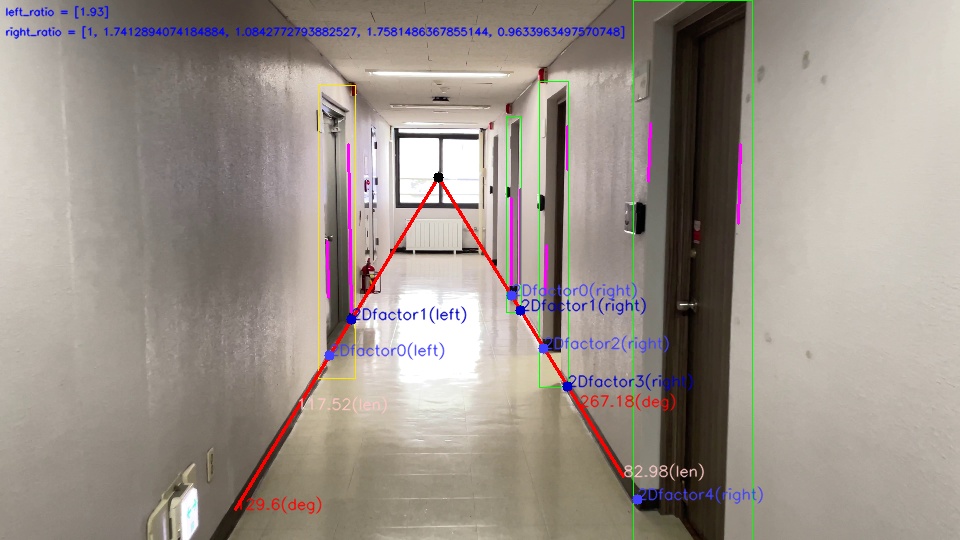 left_ratio = [1.93]
right_ratio = [1, 1.7412894074184884, 1.0842772793882527, 1.7581486367855144, 0.9633963497570748]
2Dfactor0(right)
2Dfactor1(right)
2Dfactor1(left)
2Dfactor2(right)
2Dfactor0(left)
2Dfactor3(right)
267.18(deg)
117.52(len)
82.98(len)
2Dfactor4(right)
129.6(deg)